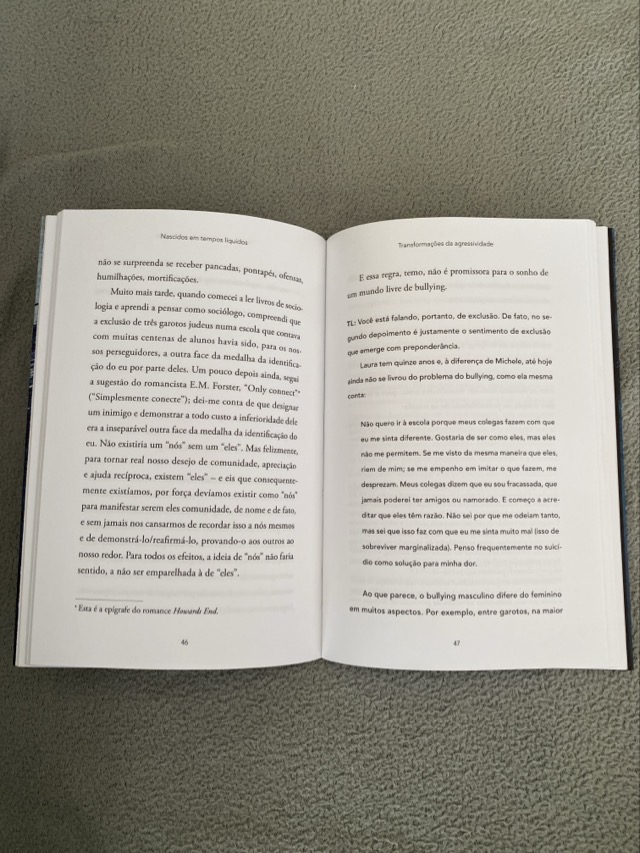 Nascidos em tempos líquidos
não se surpreenda se receber pancadas, pontapés, ofensas,
humilhações, mortificações.
Muito mais tarde, quando comecei a ler livros de socio-
logia e aprendi a pensar como sociólogo, compreendi que
a exclusão de três garotos judeus numa escola que contava
com muitas centenas de alunos havia sido, para os nos-
sos perseguidores, a outra face da medalha da identifica-
ção do eu por parte deles. Um pouco depois ainda, segui
a sugestão do romancista E.M. Forster, "Only connect"*
("Simplesmente conecte"); dei-me conta de que designar
um inimigo e demonstrar a todo custo a inferioridade dele
era a inseparável outra face da medalha da identificação do
eu. Não existiria um "nós" sem um "eles". Mas felizmente,
para tornar real nosso desejo de comunidade, apreciação
e ajuda recíproca, existem "eles" – e eis que consequente-
mente existíamos, por força devíamos existir como "nós"
para manifestar serem eles comunidade, de nome e de fato,
e sem jamais nos cansarmos de recordar isso a nós mesmos
e de demonstrá-lo/reafirmá-lo, provando-o aos outros ao
nosso redor. Para todos os efeitos, a ideia de "nós" não faria
sentido, a não ser emparelhada à de "eles".
* Esta é a epígrafe do romance Howards End.
46
Transformações da agressividade
E essa regra, temo, não é promissora para o sonho de
um mundo livre de bullying.
TL: Você está falando, portanto, de exclusão. De fato, no se-
gundo depoimento é justamente o sentimento de exclusão
que emerge com preponderância.
Laura tem quinze anos e, à diferença de Michele, até hoje
ainda não se livrou do problema do bullying, como ela mesma
conta:
Não quero ir à escola porque meus colegas fazem com que
eu me sinta diferente. Gostaria de ser como eles, mas eles
não me permitem. Se me visto da mesma maneira que eles,
riem de mim; se me empenho em imitar o que fazem, me
desprezam. Meus colegas dizem que eu sou fracassada, que
jamais poderei ter amigos ou namorado. E começo a acre-
ditar que eles têm razão. Não sei por que me odeiam tanto,
mas sei que isso faz com que eu me sinta muito mal (isso de
sobreviver marginalizada). Penso frequentemente no suicí-
dio como solução para minha dor.
Ao que parece, o bullying masculino difere do feminino
em muitos aspectos. Por exemplo, entre garotos, na maior
47